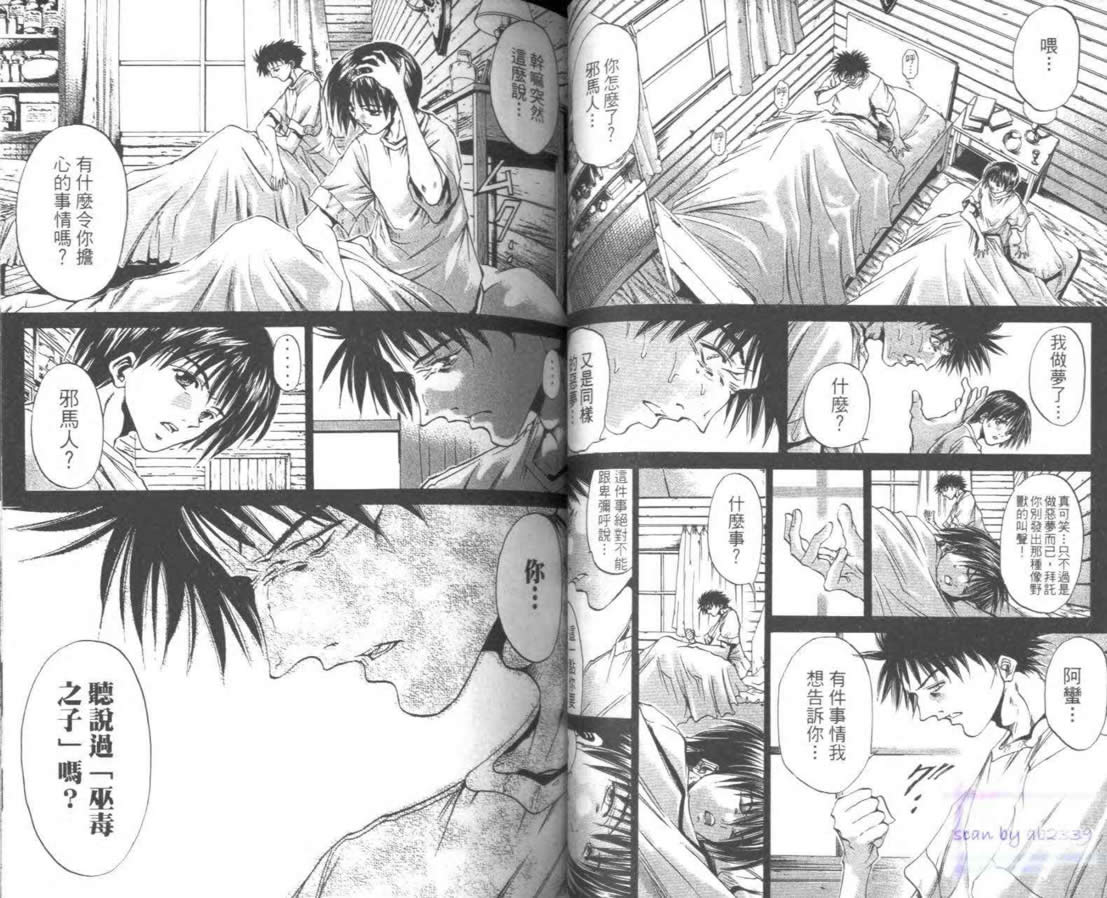 喂…
呼…
呼…
呼…
你怎麼了？
邪馬人…
我做夢了…
什麼？
又是同樣
的惡夢…
真可笑…只不過是
做惡夢而已，拜託
你別發出那種像野
獸的叫聲！
什麼事？
這件事絕對不能
跟卑彌呼說…
阿蠻…
有件事情我
想告訴你…
幹嘛突然
這麼說…
有什麼令你擔
心的事情嗎？
……
……
邪馬人？
你…
聽說過「巫毒
之子」嗎？
scan by ab2339